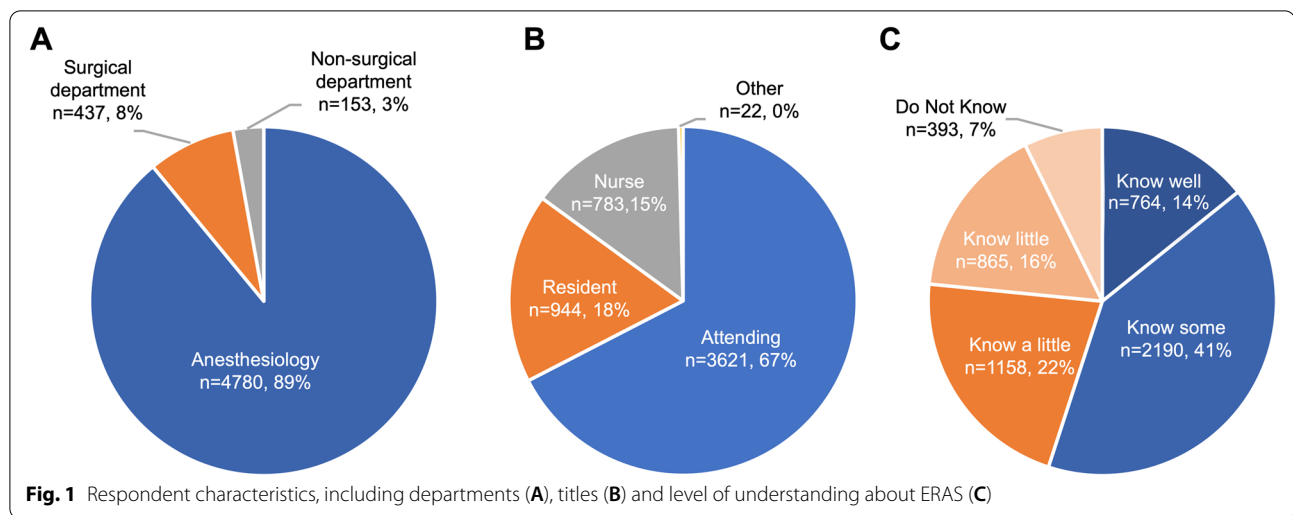 A
Surgical
department
n=437, 8%
Non-surgical
department
n=153, 3%
Anesthesiology
n=4780, 89%
B
Other
n=22, 0%
Nurse
n=783,15%
Resident
n=944, 18%
Attending
n=3621, 67%
C
Do Not Know
n=393, 7%
Know well
n=764, 14%
Know little
n=865, 16%
Know some
n=2190, 41%
Know a little
n=1158, 22%
Fig. 1 Respondent characteristics, including departments (A), titles (B) and level of understanding about ERAS (C)